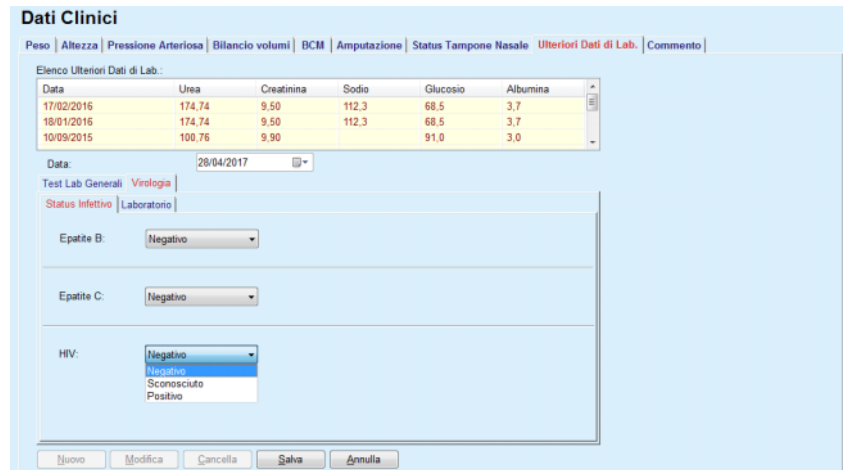 Dati Clinici
Peso Altezza Pressione Arteriosa Bilancio volumi BCM Amputazione Status Tampone Nasale Ulteriori Dati di Lab. Commento
Elenco Ulteriori Dati di Lab.:
Data Urea Creatinina Sodio Glucosio Albumina
17/02/2016 174,74 9,50 112,3 68,5 3,7
18/01/2016 174,74 9,50 112,3 68,5 3,7
10/09/2015 100,76 9,90 91,0 3,0
Data: 28/04/2017
Test Lab Generali Virologia
Status Infettivo Laboratorio
Epatite B: Negativo
Epatite C: Negativo
HIV: Negativo
Negativo
Sconosciuto
Positivo
Nuovo Modifica Cancella Salva Annulla